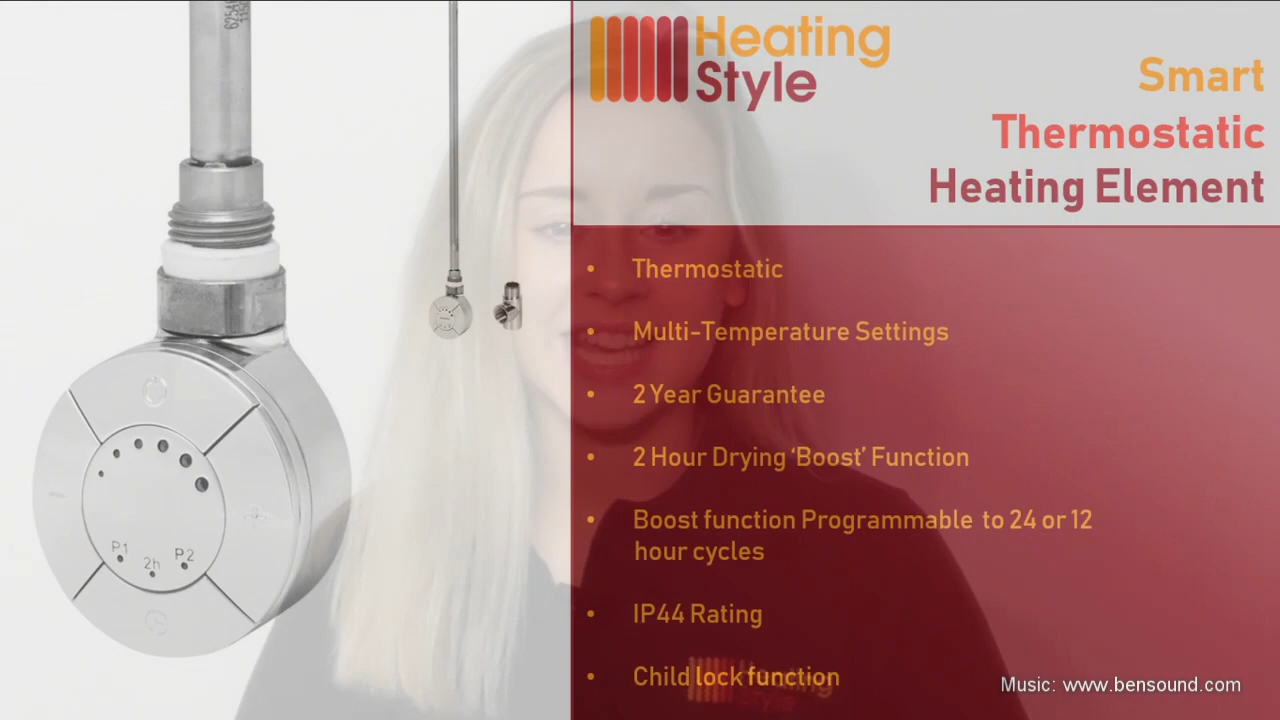 Heating
Style
Smart
Thermostatic
Heating Element
• Thermostatic
• Multi-Temperature Settings
• 2 Year Guarantee
• 2 Hour Drying ‘Boost’ Function
• Boost function Programmable to 24 or 12
hour cycles
• IP44 Rating
• Child lock function
Heating
Style
P1
2h
P2
Music: www.bensound.com